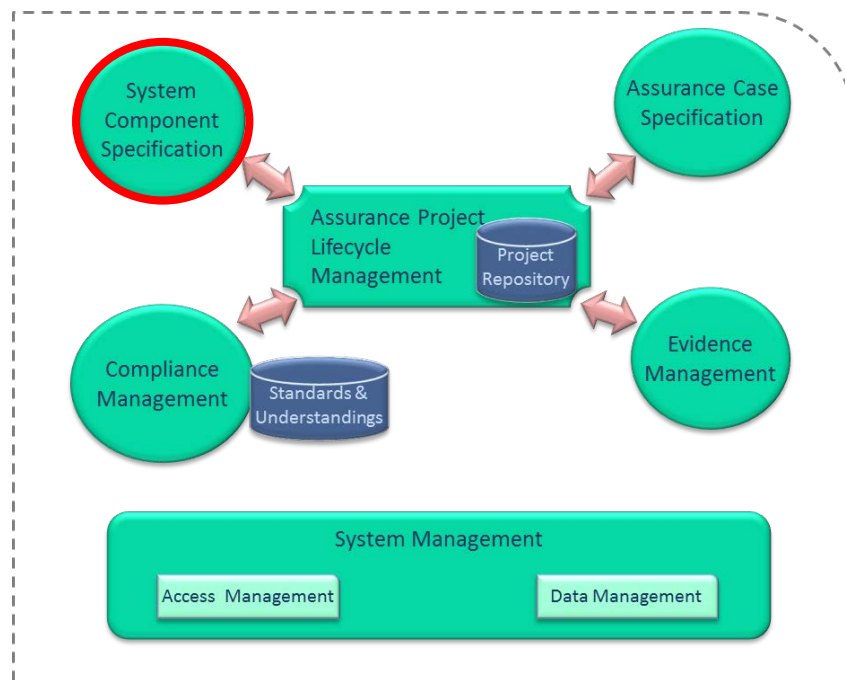 System
Component
Specification
Assurance Case
Specification
Assurance Project
Lifecycle
Management
Project
Repository
Compliance
Management
Standards &
Understandings
Evidence
Management
System Management
Access Management
Data Management